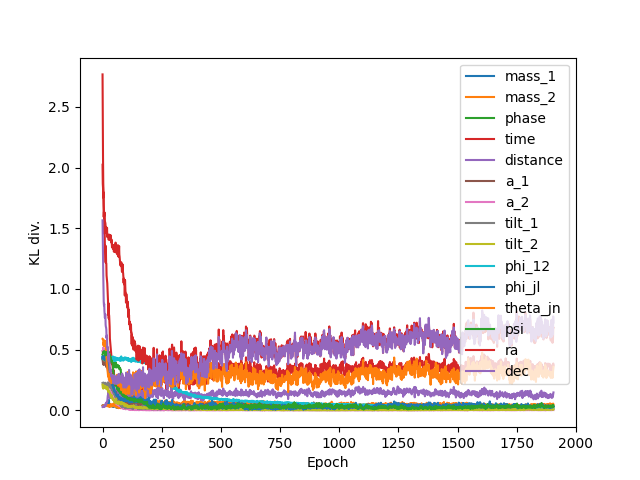 KL div.
2.5
2.0
1.5
1.0
0.5
0.0
0
250
500
750
1000
1250
1500
1750
2000
Epoch
mass_1
mass_2
phase
time
distance
a_1
a_2
tilt_1
tilt_2
phi_12
phi_jl
theta_jn
psi
ra
dec